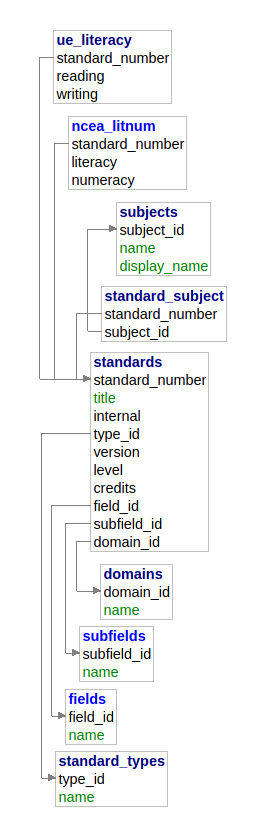 ue_literacy
standard_number
reading
writing
ncea_litnum
standard_number
literacy
numeracy
subjects
subject_id
name
display_name
standard_subject
standard_number
subject_id
standards
standard_number
title
internal
type_id
version
level
credits
field_id
subfield_id
domain_id
domains
domain_id
name
subfields
subfield_id
name
fields
field_id
name
standard_types
type_id
name